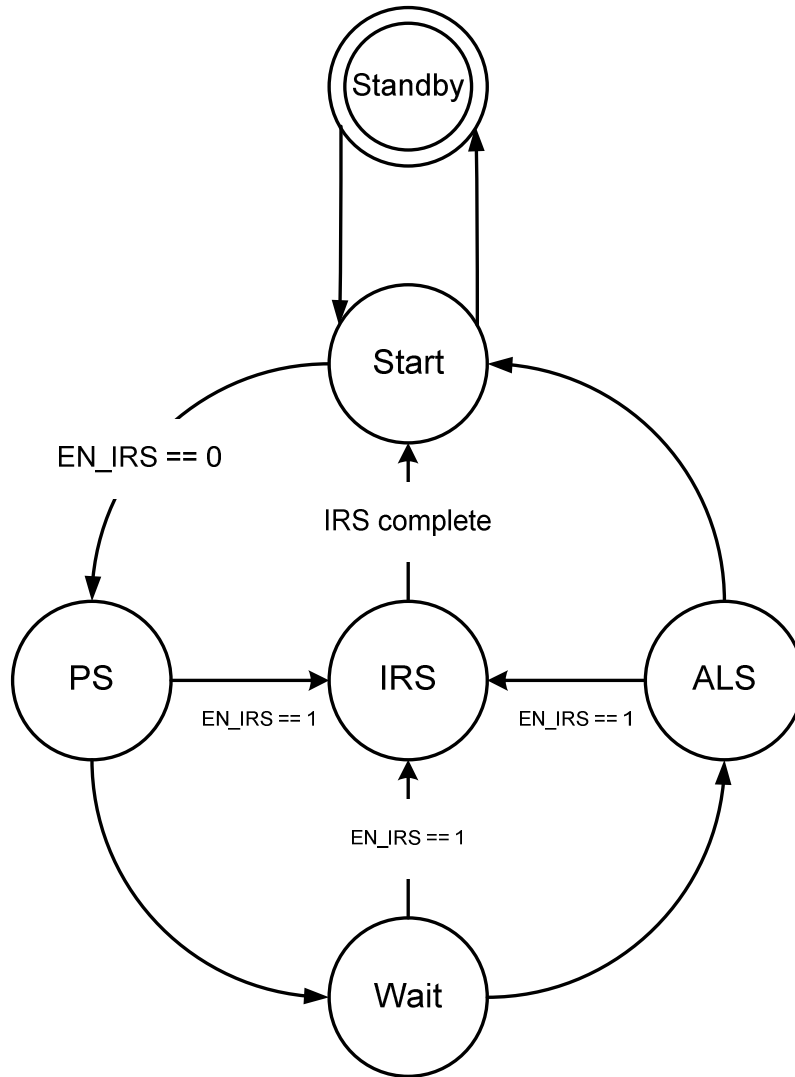 Standby
Start
EN_IRS == 0
IRS complete
PS
IRS
ALS
EN_IRS == 1
EN_IRS == 1
EN_IRS == 1
Wait